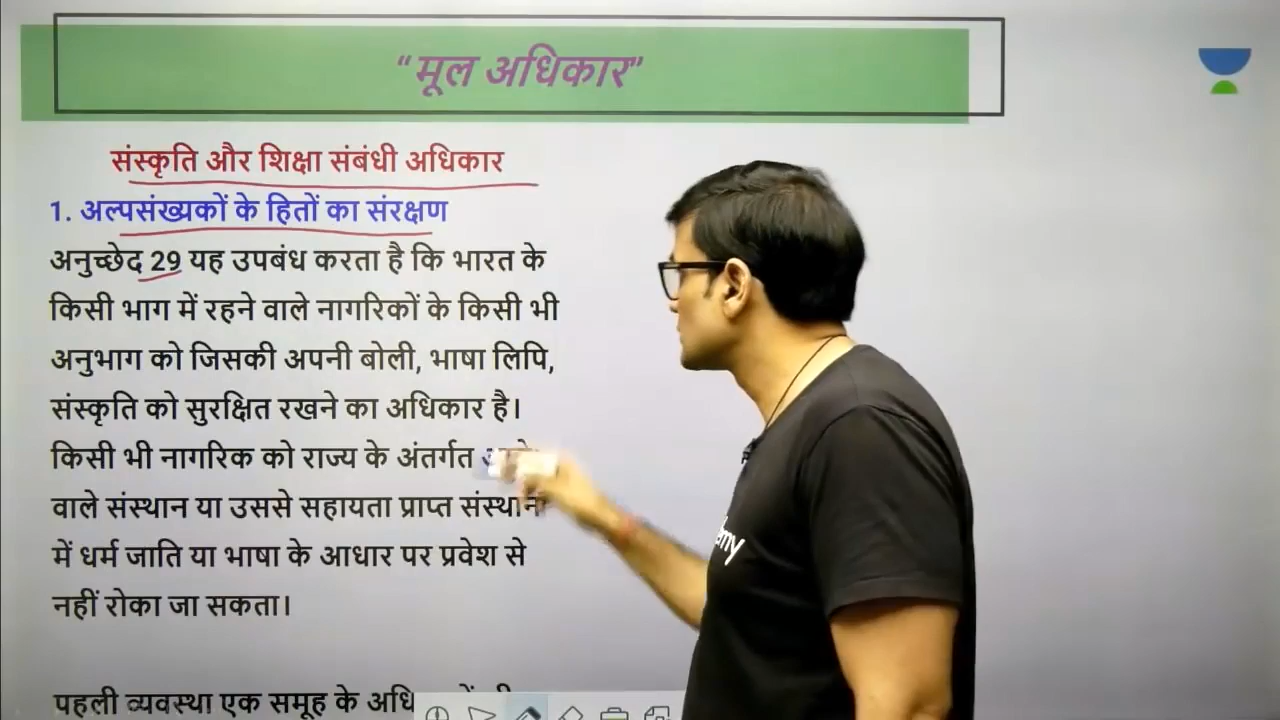 “मूल अधिकार”
संस्कृति और शिक्षा संबंधी अधिकार
1. अल्पसंख्यकों के हितों का संरक्षण
अनुच्छेद 29 यह उपबंध करता है कि भारत के
किसी भाग में रहने वाले नागरिकों के किसी भी
अनुभाग को जिसकी अपनी बोली, भाषा लिपि,
संस्कृति को सुरक्षित रखने का अधिकार है।
किसी भी नागरिक को राज्य के अंतर्गत
वाले संस्थान या उससे सहायता प्राप्त
में धर्म जाति या भाषा के आधार पर प्रवेश से
नहीं रोका जा सकता।
पहली व्यवस्था एक समूह के